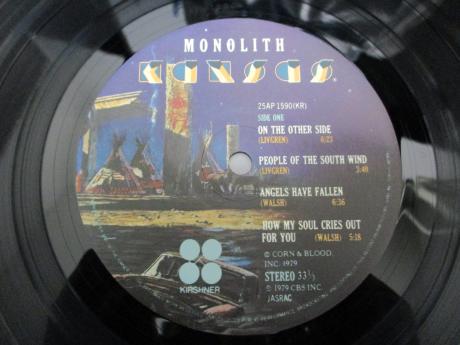 MONOLITH
KANSAS®
25AP 1590(KR)
SIDE ONE
ON THE OTHER SIDE
(LIVGREN) 6:23
PEOPLE OF THE SOUTH WIND
(LIVGREN) 3:40
ANGELS HAVE FALLEN
(WALSH) 6:36
HOW MY SOUL CRIES OUT
FOR YOU (WALSH) 5:18
© CORN & BLOOD,
INC. 1979
STEREO 33⅓
℗ 1979 CBS INC.
JASRAC
KIRSHNER